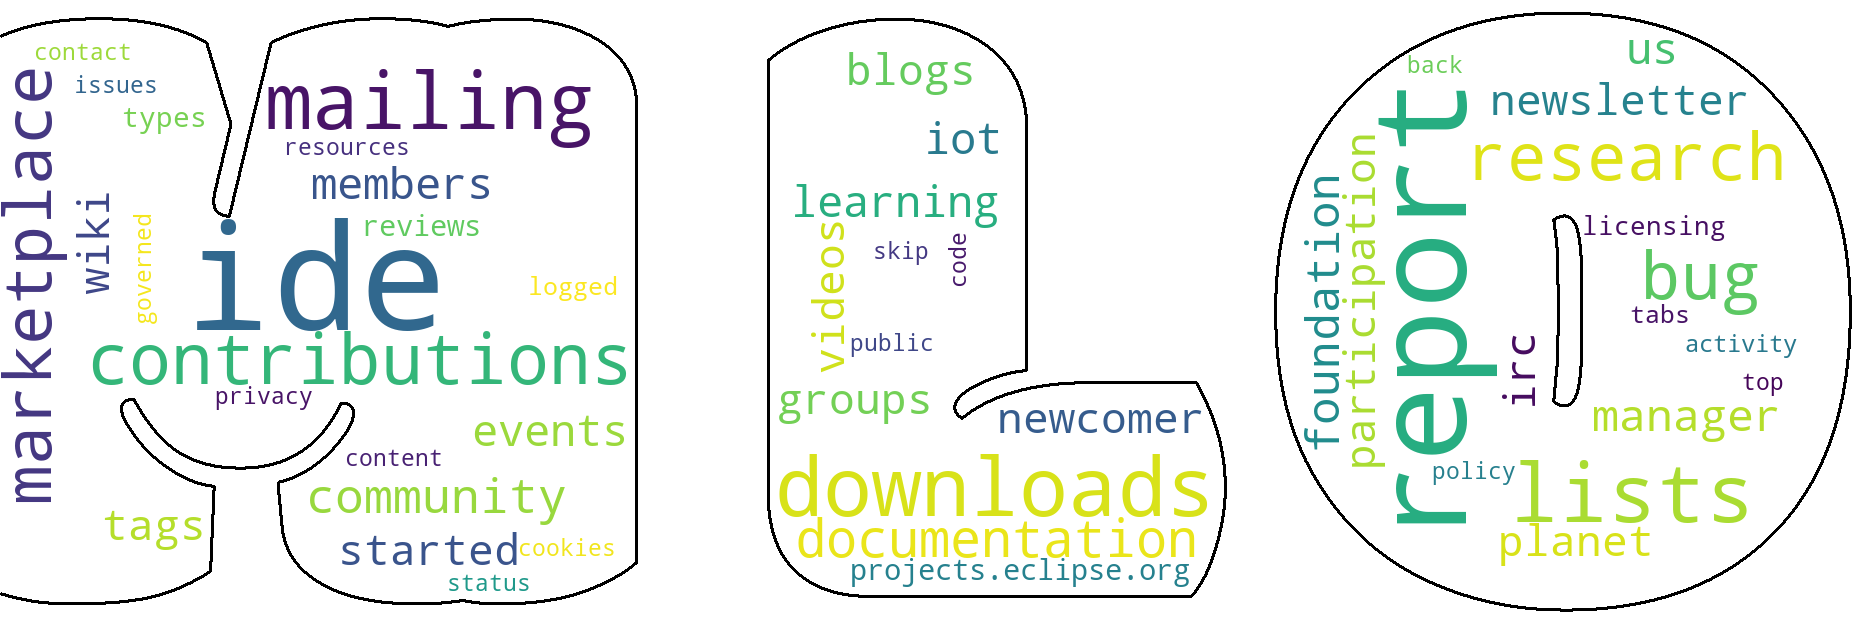 contact
issues
types
marketplace
wiki
governed
mailing
resources
members
reviews
ide
logged
contributions
privacy
events
content
community
tags
started
cookies
status
blogs
iot
learning
videos
skip
code
public
groups
newcomer
downloads
documentation
projects.eclipse.org
back
us
newsletter
research
report
participation
foundation
licensing
bug
tabs
irc
activity
top
manager
policy
lists
planet